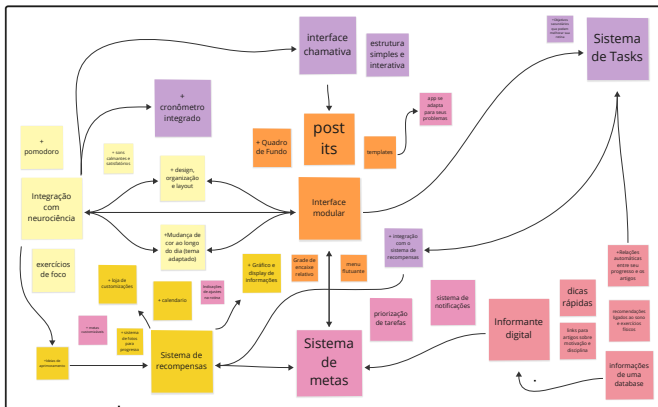 interface
chamativa
estrutura
simples e
interativa
Sistema
de Tasks
+
cronômetro
integrado
app se
adapta
para seus
problemas
+
pomodoro
+ sons
calmantes e
satisfatórios
+ design,
organização
e layout
+ Quadro
de Fundo
post
its
templates
Integração
com
neurociência
Interface
modular
+Mudança de
cor ao longo
do dia (tema
adaptado)
+ integração
com o
sistema de
recompensas
exercícios
de foco
+ loja de
customizações
+ Gráfico e
display de
informações
Grade de
encaixe
relativo
menu
flutuante
+Relações
automáticas
entre seu
progresso e os
artigos
+ calendario
sistema de
notificações
dicas
rápidas
priorização
de tarefas
+ metas
+ sistema
de fotos para
progresso
Sistema de
recompensas
Sistema
de
metas
Informante
digital
links para
artigos sobre
motivação e
disciplina
recomendações
ligadas ao sono
e exercícios
físicos
informações
de uma
database